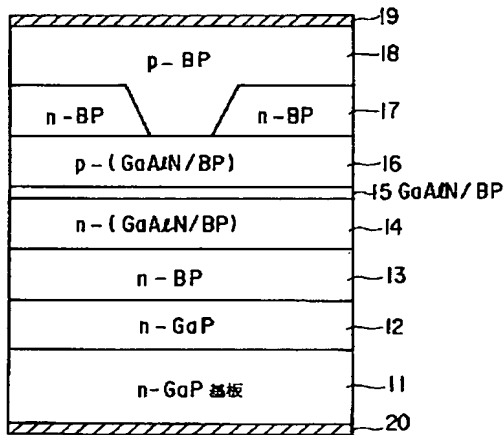 19
p-BP 18
n-BP n-BP 17
p-(GaAlN/BP) 16
15 GaAlN/BP
n-(GaAlN/BP) 14
n-BP 13
n-GaP 12
n-GaP 基板 11
20